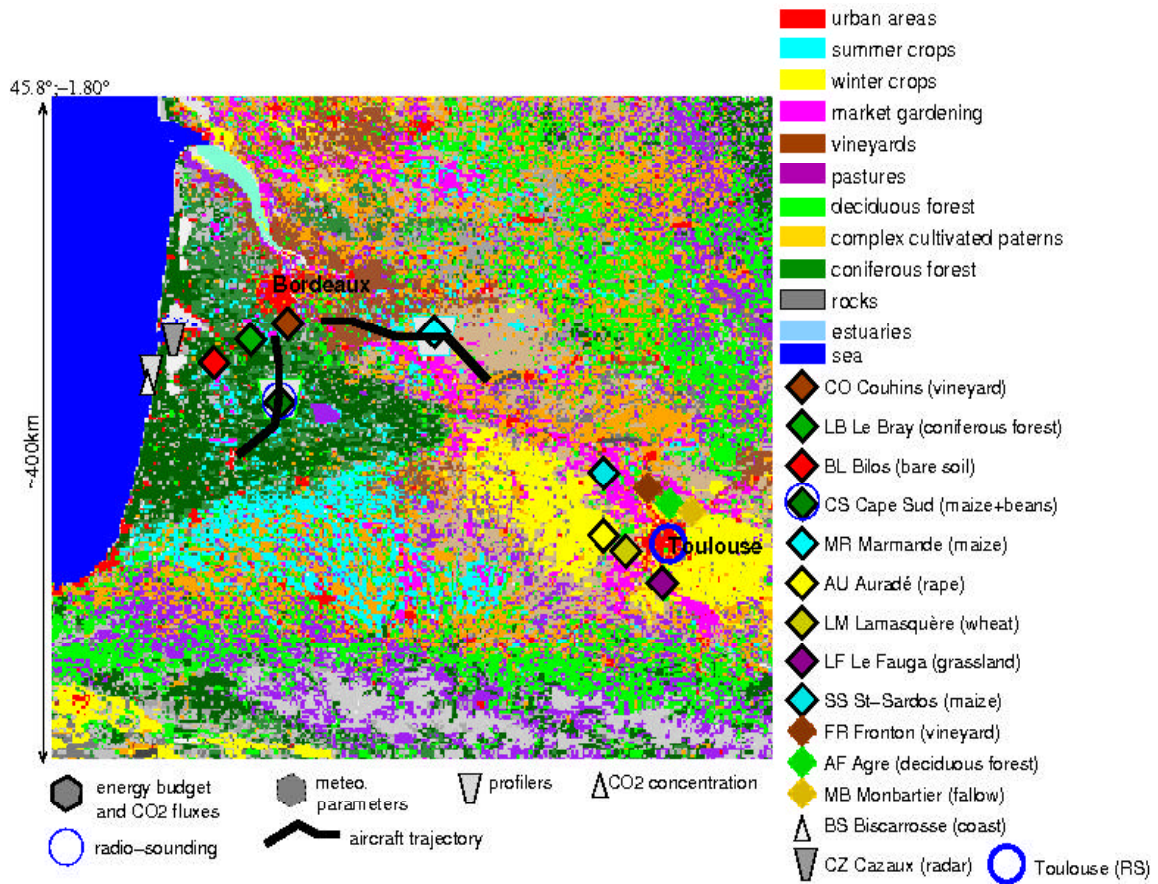 urban areas
summer crops
winter crops
45.8°;–1.80°
market gardening
vineyards
pastures
deciduous forest
complex cultivated paterns
coniferous forest
Bordeaux
rocks
estuaries
sea
CO Couhins (vineyard)
LB Le Bray (coniferous forest)
~400km
BL Bilos (bare soil)
CS Cape Sud (maize+beans)
MR Marmande (maize)
Toulouse
AU Auradé (rape)
LM Lamasquère (wheat)
LF Le Fauga (grassland)
SS St–Sardos (maize)
FR Fronton (vineyard)
AF Agre (deciduous forest)
MB Monbartier (fallow)
BS Biscarrosse (coast)
CZ Cazaux (radar)
Toulouse (RS)
energy budget
and CO2 fluxes
meteo.
parameters
profilers
CO2 concentration
radio–sounding
aircraft trajectory